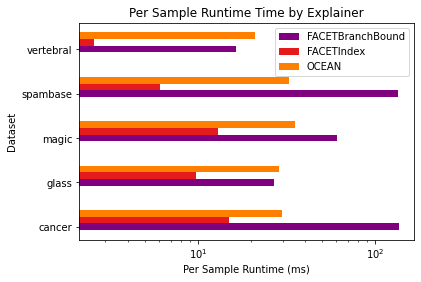 Per Sample Runtime Time by Explainer
FACETBranchBound
FACETIndex
OCEAN
Dataset
vertebral
spambase
magic
glass
cancer
10¹
10²
Per Sample Runtime (ms)